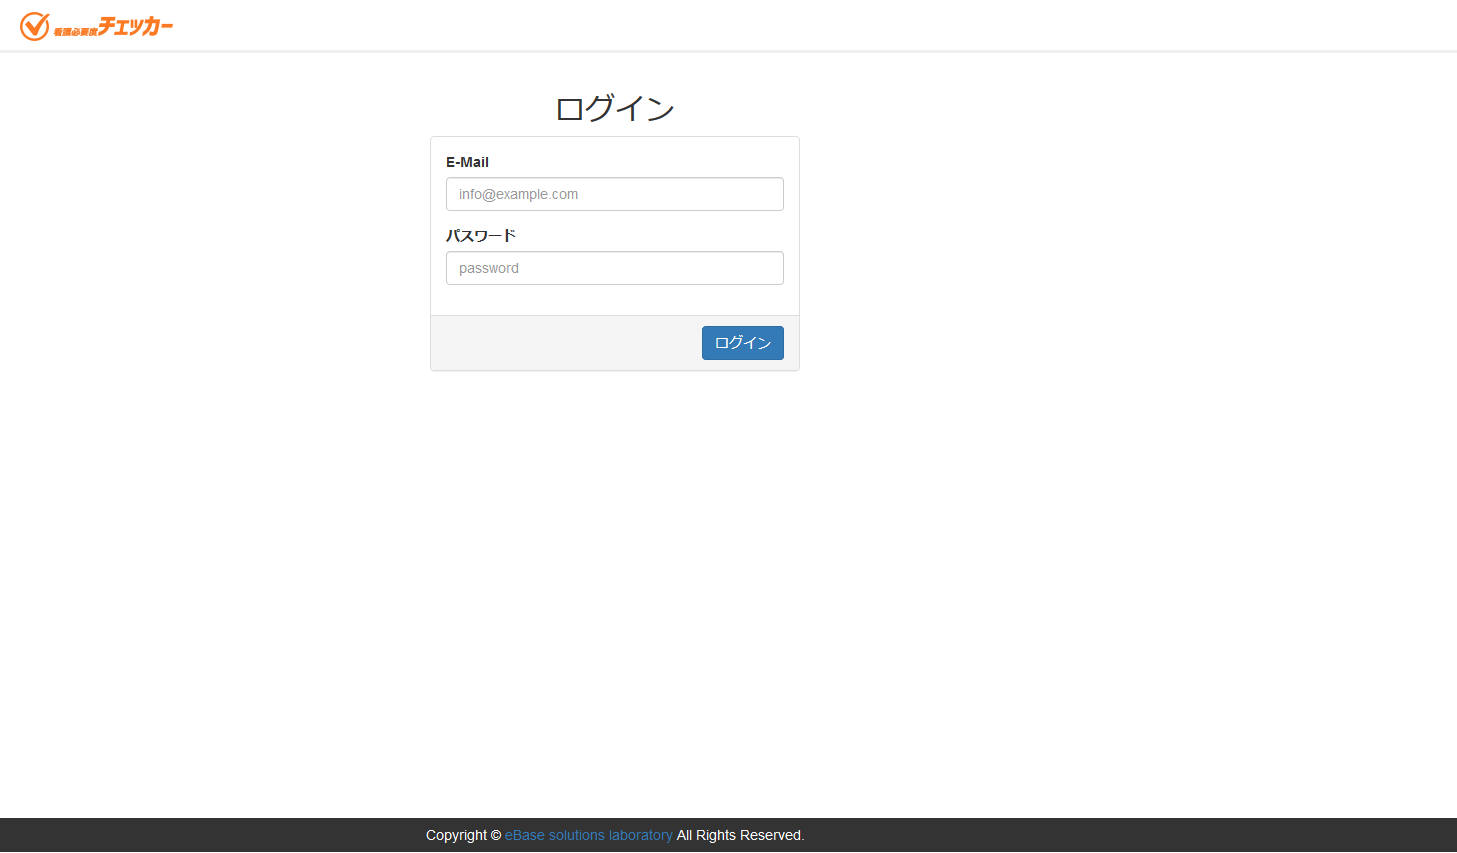 看護必要度チェッカー
ログイン
E-Mail
info@example.com
パスワード
password
ログイン
Copyright © eBase solutions laboratory All Rights Reserved.